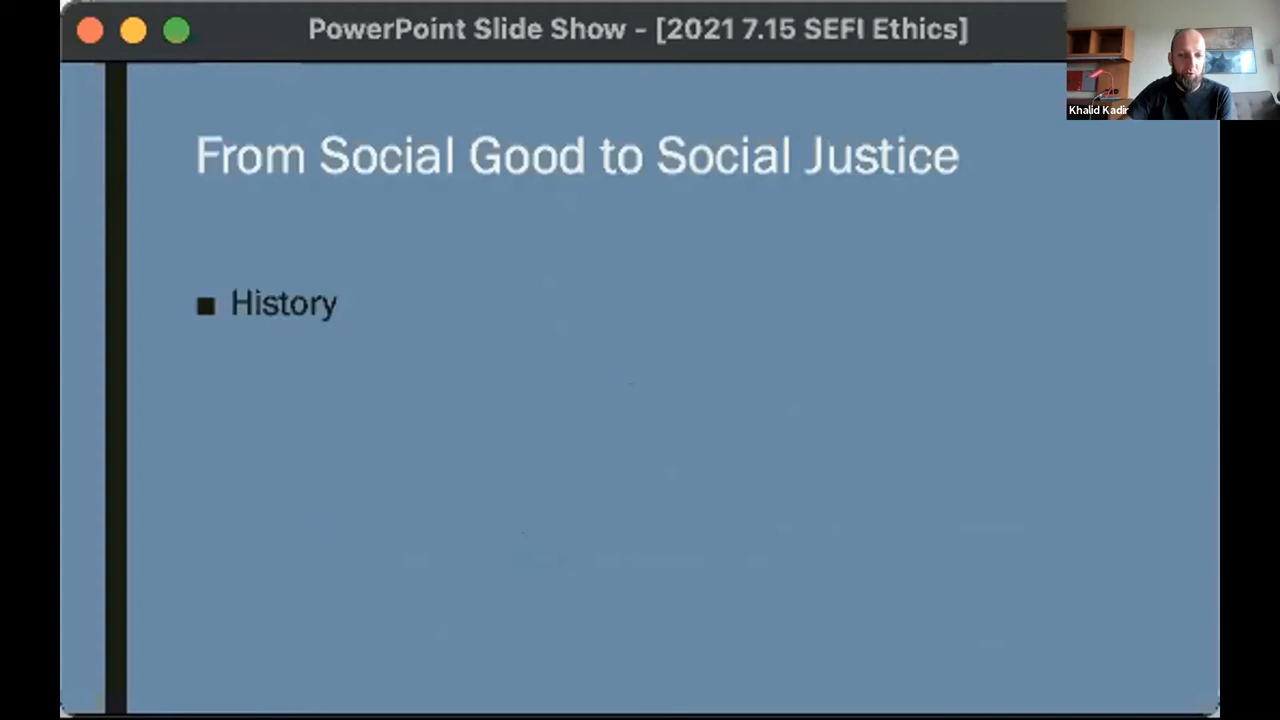 PowerPoint Slide Show - [2021 7.15 SEFI Ethics]
Khalid Kadir
From Social Good to Social Justice
■ History